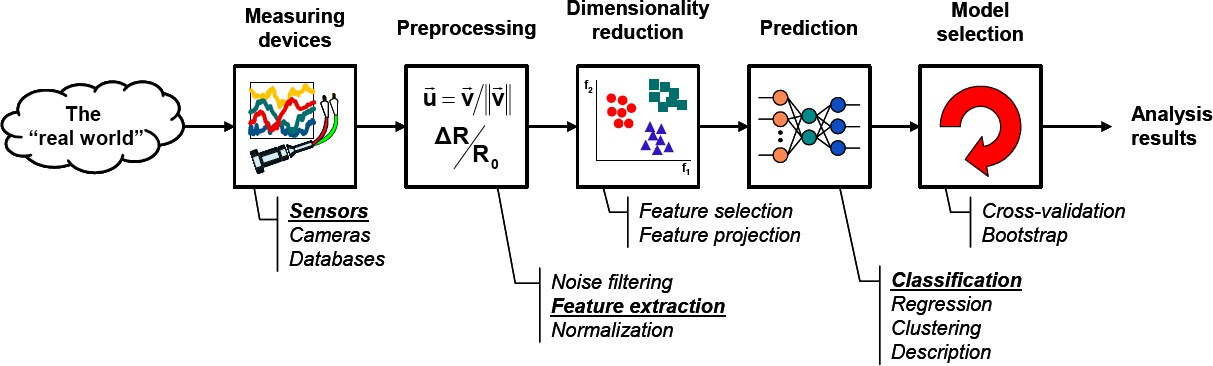 Measuring
devices
Preprocessing
Dimensionality
reduction
Prediction
Model
selection
The
“real world”
u⃗ = v⃗/‖v⃗‖
ΔR/R₀
f₂
f₁
Analysis
results
Sensors
Cameras
Databases
Noise filtering
Feature extraction
Normalization
Feature selection
Feature projection
Classification
Regression
Clustering
Description
Cross-validation
Bootstrap